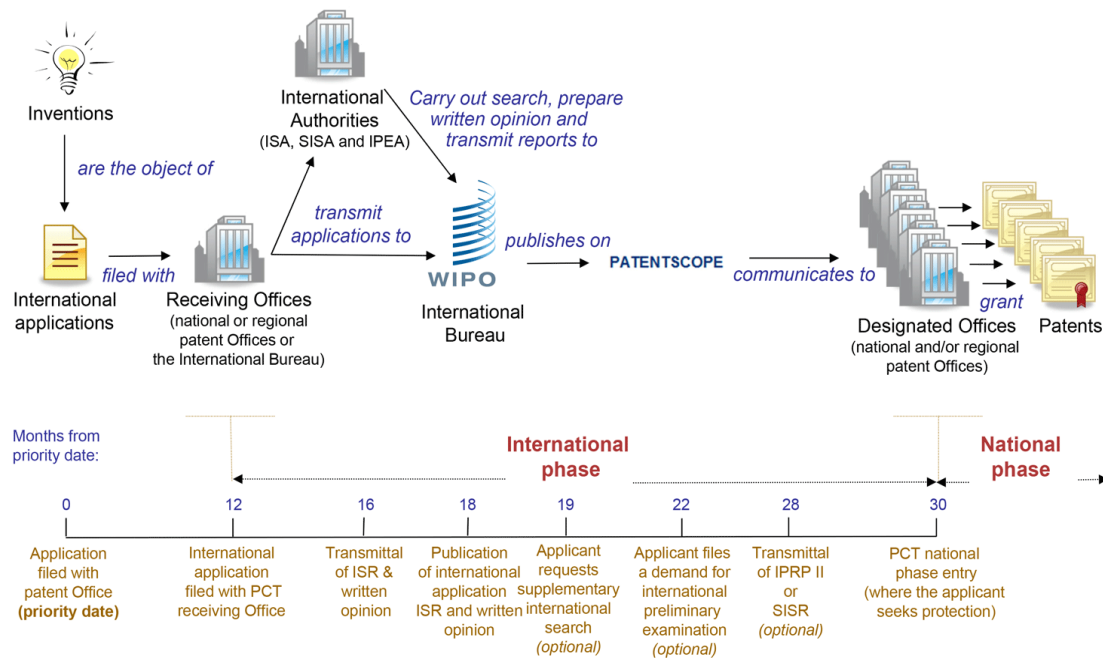 Inventions
are the object of
International
applications
filed with
Receiving Offices
(national or regional
patent Offices or
the International Bureau)
International
Authorities
(ISA, SISA and IPEA)
transmit
applications to
Carry out search, prepare
written opinion and
transmit reports to
WIPO
International
Bureau
publishes on
PATENTSCOPE
communicates to
Designated Offices
(national and/or regional
patent Offices)
grant
Patents
Months from
priority date:
International
phase
National
phase
0
12
16
18
19
22
28
30
Application
filed with
patent Office
(priority date)
International
application
filed with PCT
receiving Office
Transmittal
of ISR &
written
opinion
Publication
of international
application
ISR and written
opinion
Applicant
requests
supplementary
international
search
(optional)
Applicant files
a demand for
international
preliminary
examination
(optional)
Transmittal
of IPRP II
or
SISR
(optional)
PCT national
phase entry
(where the applicant
seeks protection)